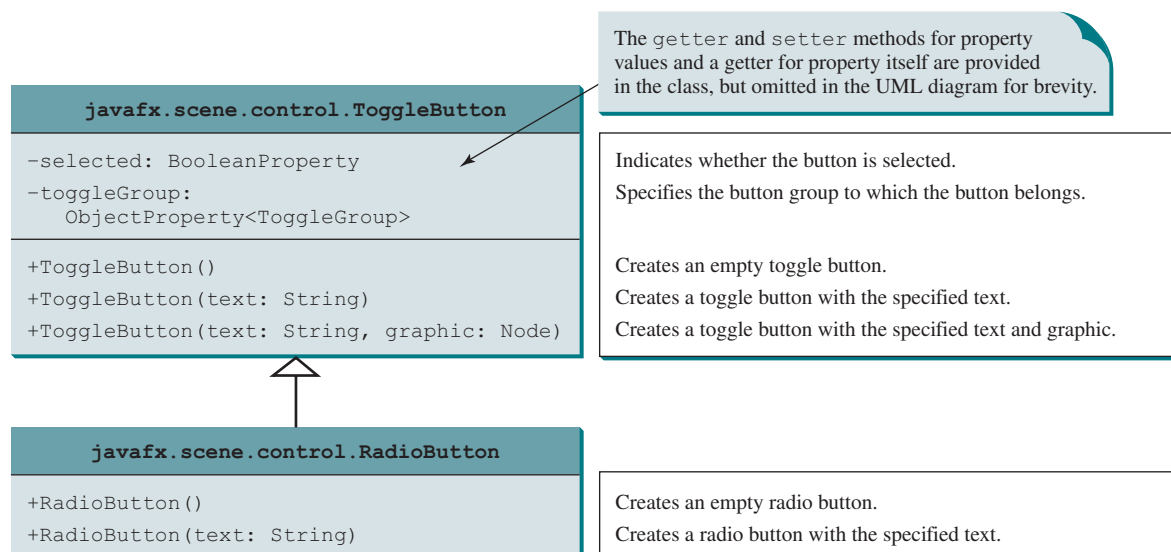 The getter and setter methods for property
values and a getter for property itself are provided
in the class, but omitted in the UML diagram for brevity.
javafx.scene.control.ToggleButton
-selected: BooleanProperty
Indicates whether the button is selected.
-toggleGroup:
ObjectProperty<ToggleGroup>
Specifies the button group to which the button belongs.
+ToggleButton()
Creates an empty toggle button.
+ToggleButton(text: String)
Creates a toggle button with the specified text.
+ToggleButton(text: String, graphic: Node)
Creates a toggle button with the specified text and graphic.
javafx.scene.control.RadioButton
+RadioButton()
Creates an empty radio button.
+RadioButton(text: String)
Creates a radio button with the specified text.